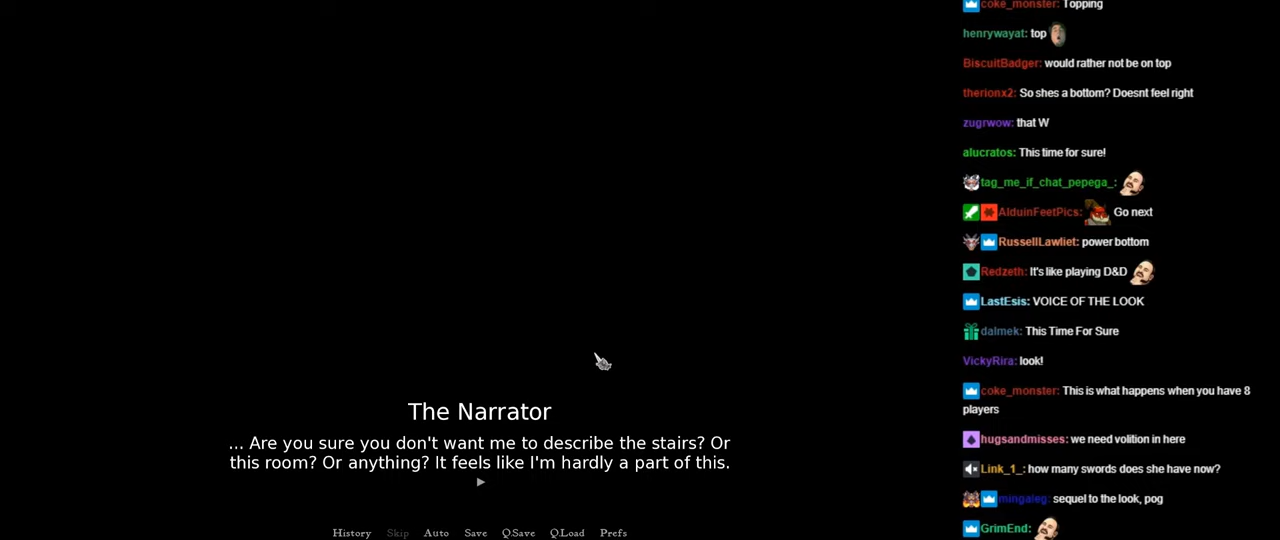 coke_monster: Topping
henrywayat: top
BiscuitBadger: would rather not be on top
therionx2: So shes a bottom? Doesnt feel right
zugrwow: that W
alucratos: This time for sure!
tag_me_if_chat_pepega_:
AlduinFeetPics: Go next
RussellLawliet: power bottom
Redzeth: It's like playing D&D
LastEsis: VOICE OF THE LOOK
dalmek: This Time For Sure
VickyRira: look!
coke_monster: This is what happens when you have 8
players
hugsandmisses: we need volition in here
Link_1_: how many swords does she have now?
mingaleg: sequel to the look, pog
GrimEnd:
The Narrator
... Are you sure you don't want me to describe the stairs? Or
this room? Or anything? It feels like I'm hardly a part of this.
History Skip Auto Save Q.Save Q.Load Prefs